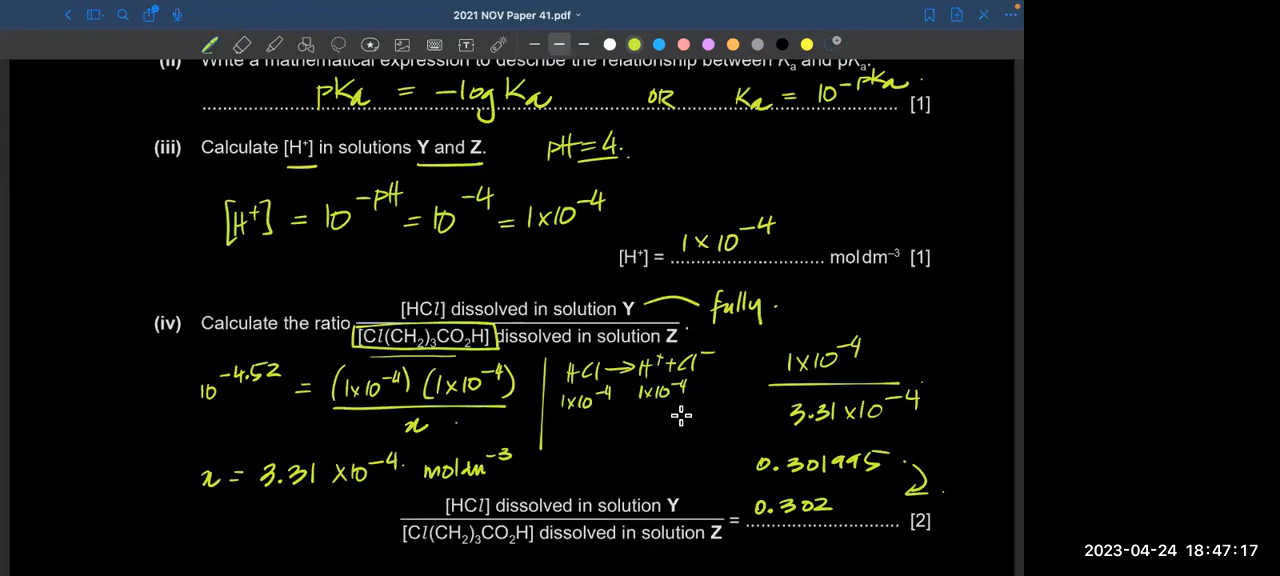 2021 NOV Paper 41.pdf
(ii) Write a mathematical expression to describe the relationship between Kₐ and pKₐ.
pKa = -log Ka OR Ka = 10^-pKa
[1]
(iii) Calculate [H⁺] in solutions Y and Z. pH = 4.
[H⁺] = 10^-pH = 10^-4 = 1×10^-4
1 × 10^-4
[H⁺] = .............................. mol dm⁻³ [1]
[HCl] dissolved in solution Y fully.
(iv) Calculate the ratio
[Cl(CH₂)₃CO₂H] dissolved in solution Z .
10^-4.52 = (1×10^-4) (1×10^-4) / x
HCl → H⁺ + Cl⁻
1×10^-4 1×10^-4
1×10^-4 / 3.31 ×10^-4
x = 3.31 ×10^-4 mol dm^-3
0.301995
0.302
[HCl] dissolved in solution Y
[Cl(CH₂)₃CO₂H] dissolved in solution Z = .............................. [2]
2023-04-24 18:47:17